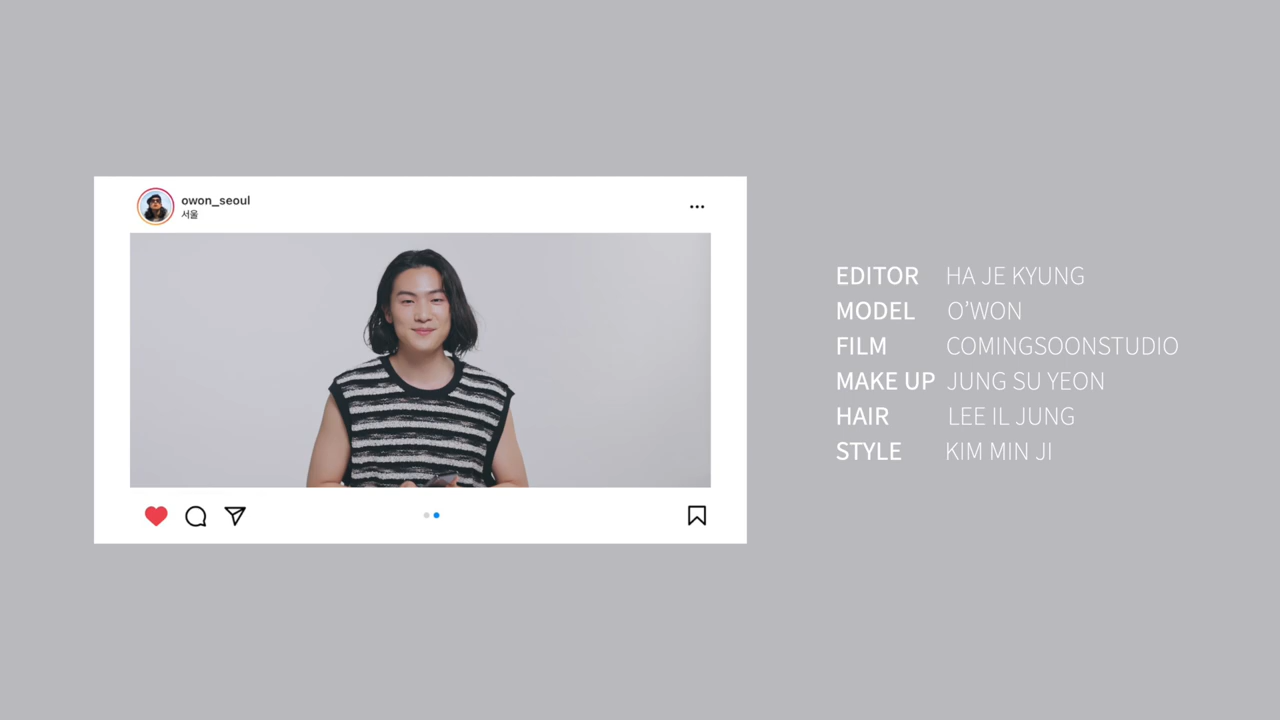 owon_seoul
서울
EDITOR HA JE KYUNG
MODEL O’WON
FILM COMINGSOONSTUDIO
MAKE UP JUNG SU YEON
HAIR LEE IL JUNG
STYLE KIM MIN JI